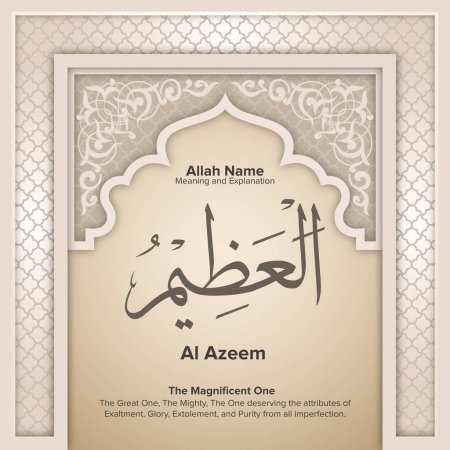 Allah Name
Meaning and Explanation
الْعَظِيْمُ
Al Azeem
The Magnificent One
The Great One, The Mighty, The One deserving the attributes of
Exaltment, Glory, Extolement, and Purity from all imperfection.